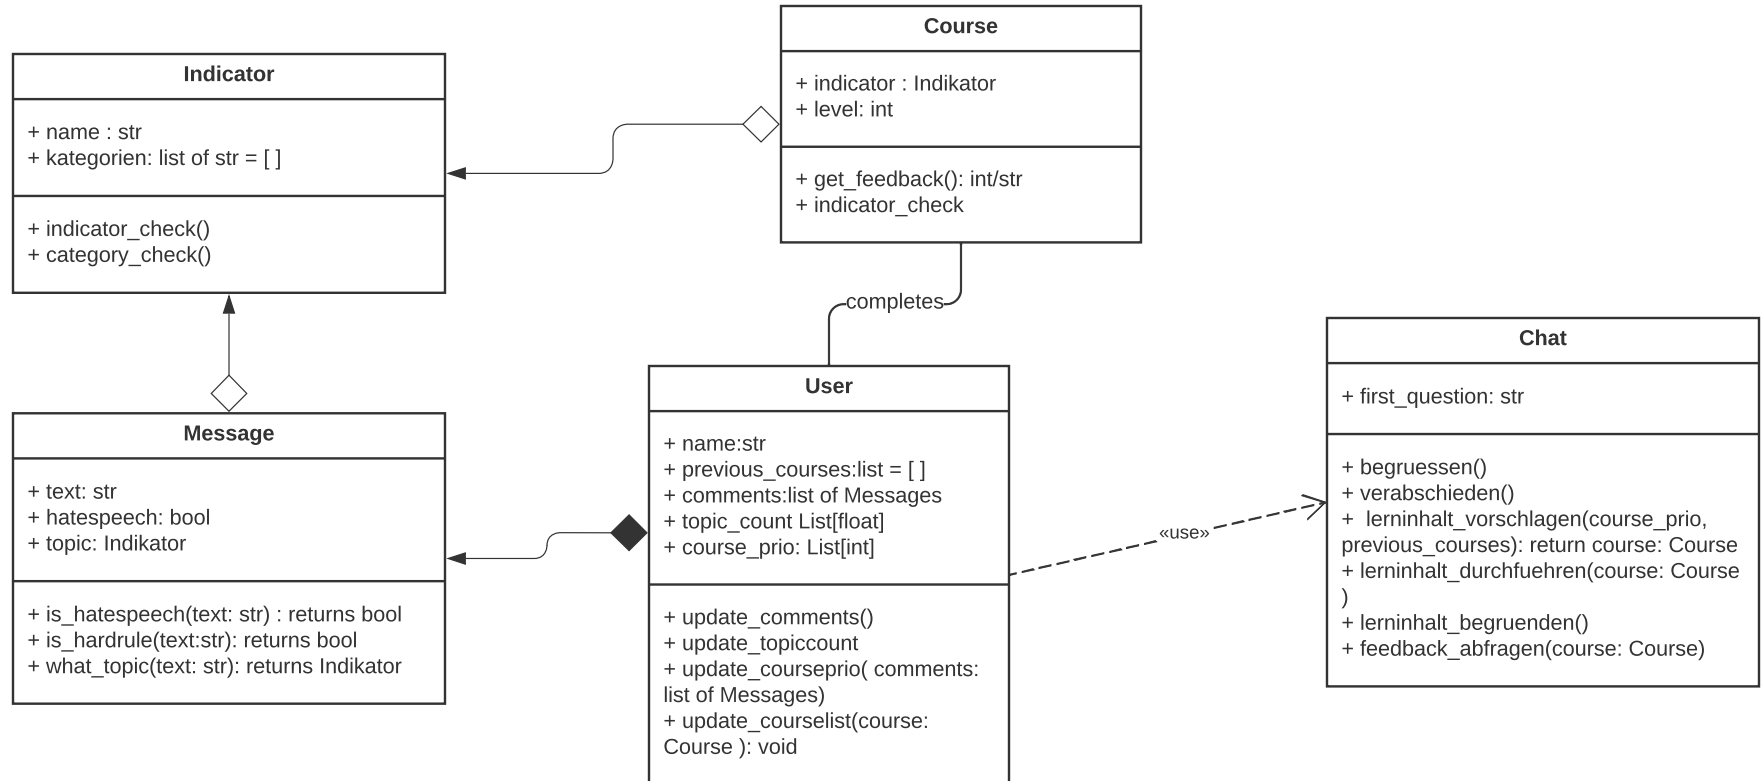 Course
+ indicator : Indikator
+ level: int
+ get_feedback(): int/str
+ indicator_check
Indicator
+ name : str
+ kategorien: list of str = [ ]
+ indicator_check()
+ category_check()
completes
Message
+ text: str
+ hatespeech: bool
+ topic: Indikator
+ is_hatespeech(text: str) : returns bool
+ is_hardrule(text:str): returns bool
+ what_topic(text: str): returns Indikator
User
+ name:str
+ previous_courses:list = [ ]
+ comments:list of Messages
+ topic_count List[float]
+ course_prio: List[int]
+ update_comments()
+ update_topiccount
+ update_courseprio( comments:
list of Messages)
+ update_courselist(course:
Course ): void
«use»
Chat
+ first_question: str
+ begruessen()
+ verabschieden()
+  lerninhalt_vorschlagen(course_prio,
previous_courses): return course: Course
+ lerninhalt_durchfuehren(course: Course
)
+ lerninhalt_begruenden()
+ feedback_abfragen(course: Course)